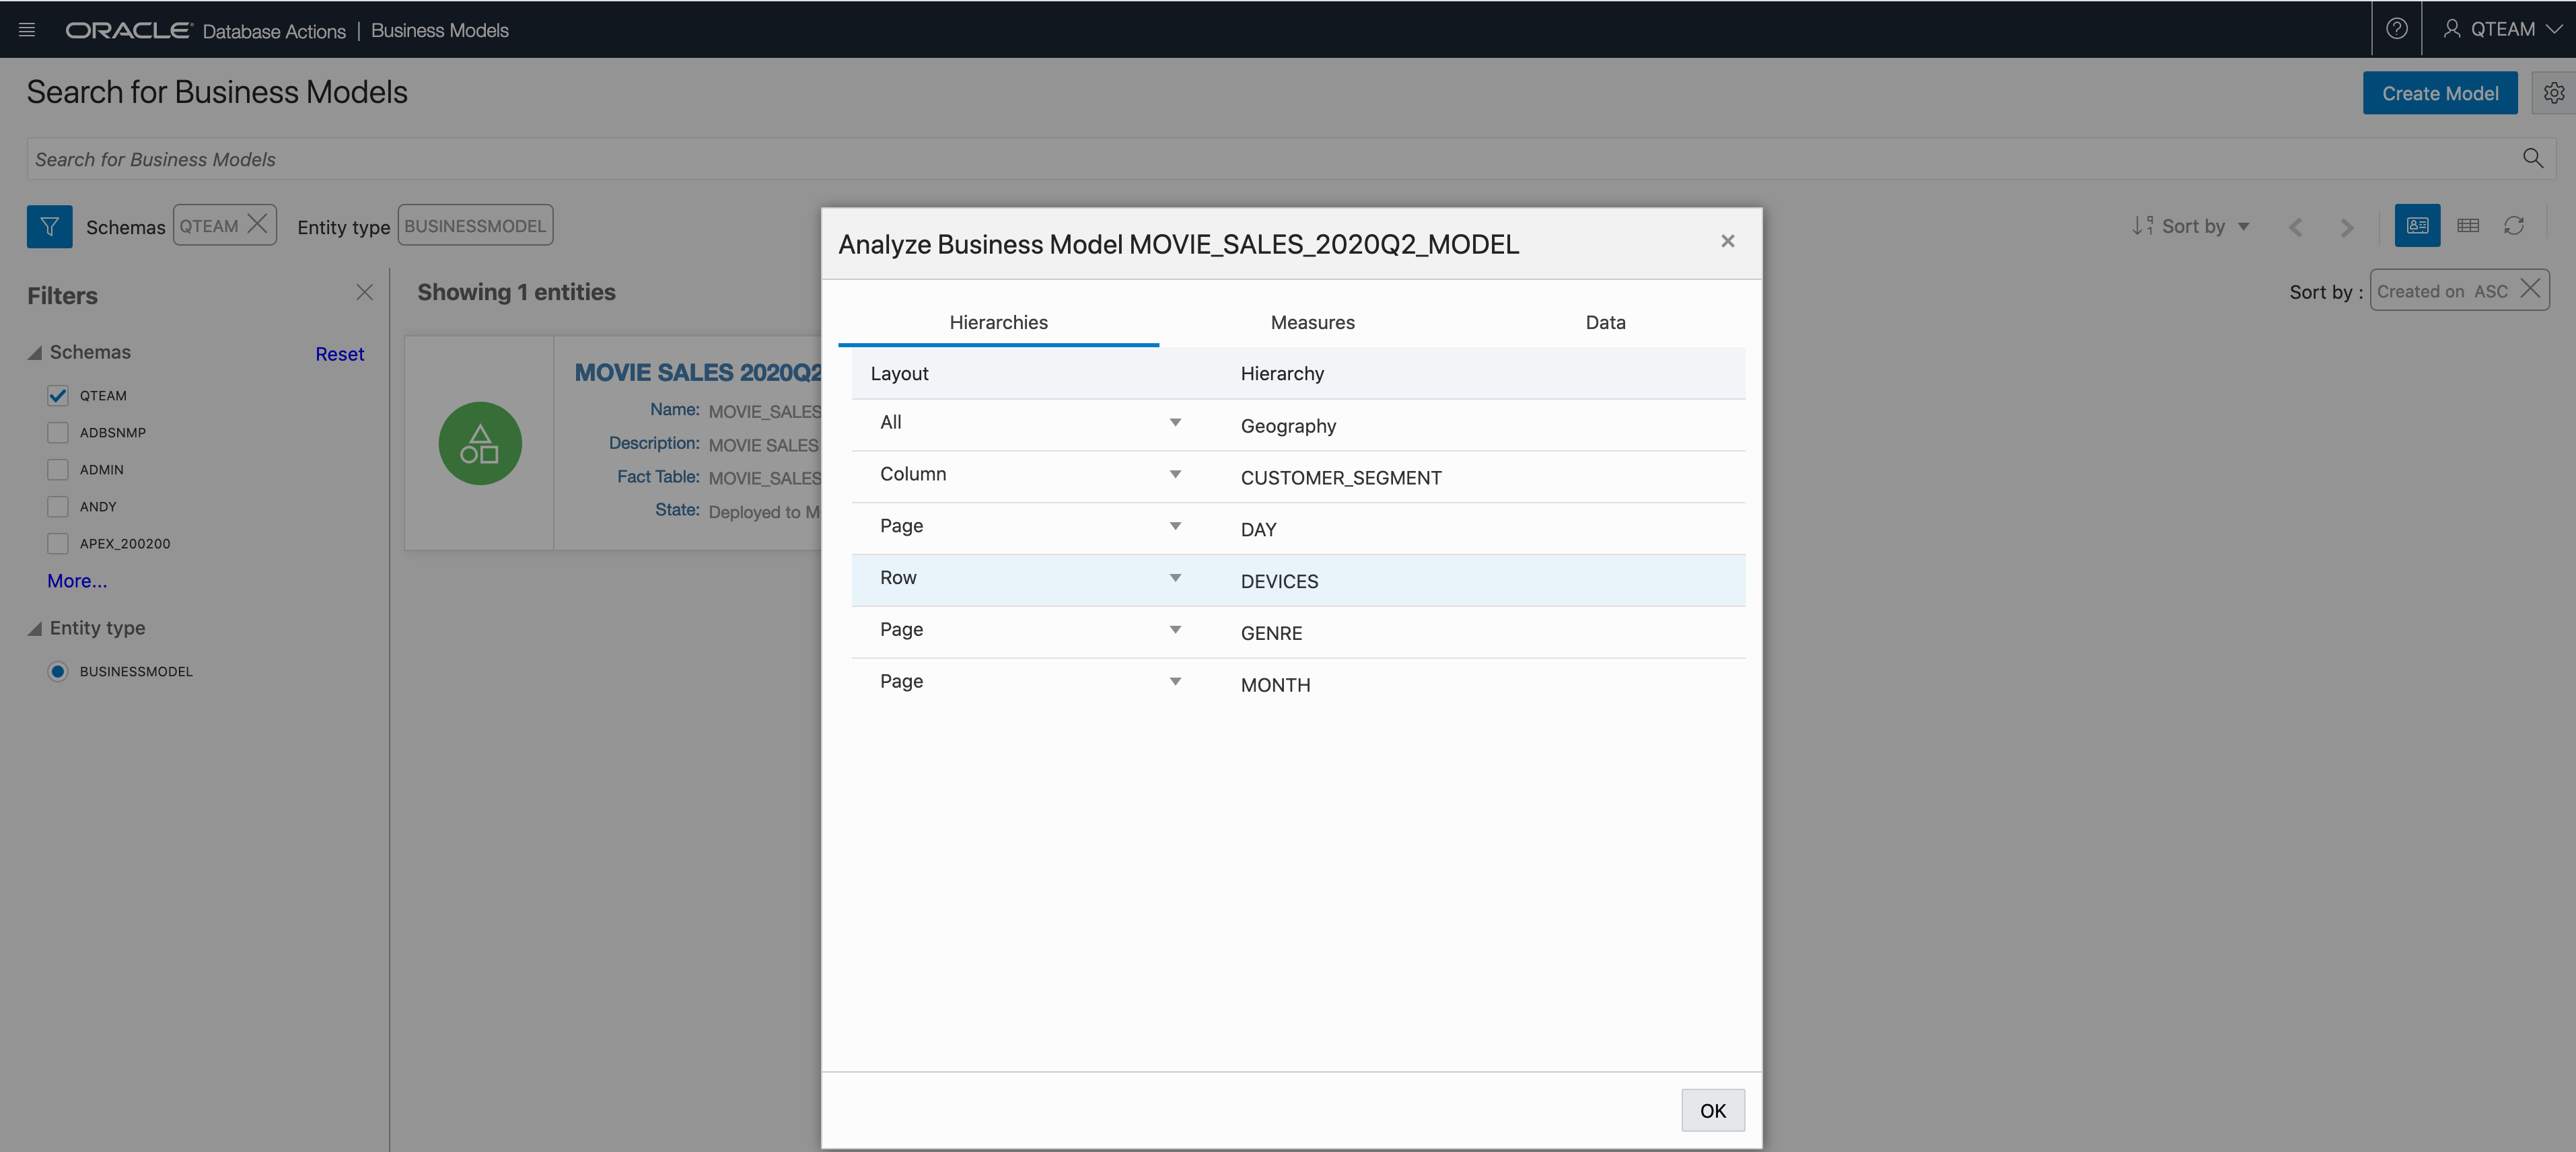 ORACLE Database Actions | Business Models
QTEAM
Search for Business Models
Create Model
Search for Business Models
Schemas QTEAM Entity type BUSINESSMODEL
Sort by
Filters
Showing 1 entities
Sort by : Created on ASC
Schemas Reset
QTEAM
ADBSNMP
ADMIN
ANDY
APEX_200200
More...
Entity type
BUSINESSMODEL
MOVIE SALES 2020Q2
Name: MOVIE_SALES
Description: MOVIE SALES
Fact Table: MOVIE_SALES
State: Deployed to M
Analyze Business Model MOVIE_SALES_2020Q2_MODEL
Hierarchies Measures Data
Layout Hierarchy
All Geography
Column CUSTOMER_SEGMENT
Page DAY
Row DEVICES
Page GENRE
Page MONTH
OK